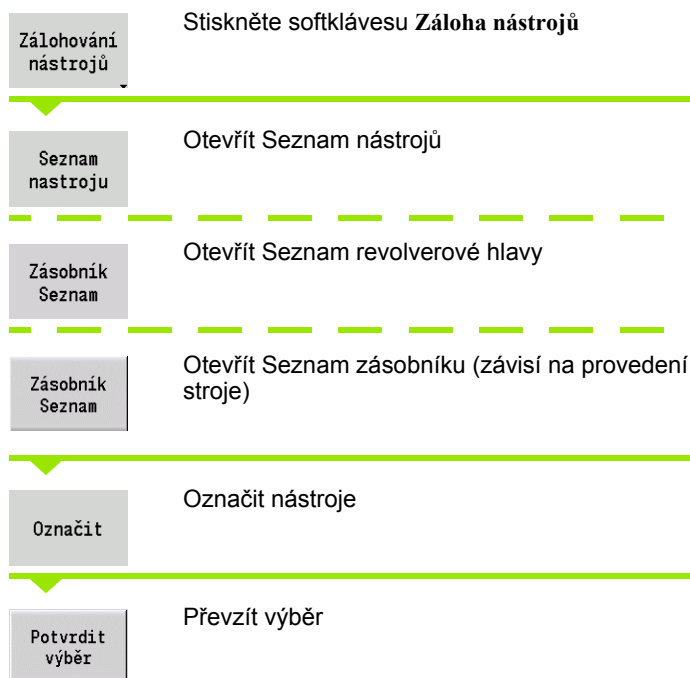 Zálohování
nástrojů
Stiskněte softklávesu Záloha nástrojů
Seznam
nastroju
Otevřít Seznam nástrojů
Zásobník
Seznam
Otevřít Seznam revolverové hlavy
Zásobník
Seznam
Otevřít Seznam zásobníku (závisí na provedení
stroje)
Označit
Označit nástroje
Potvrdit
výběr
Převzít výběr